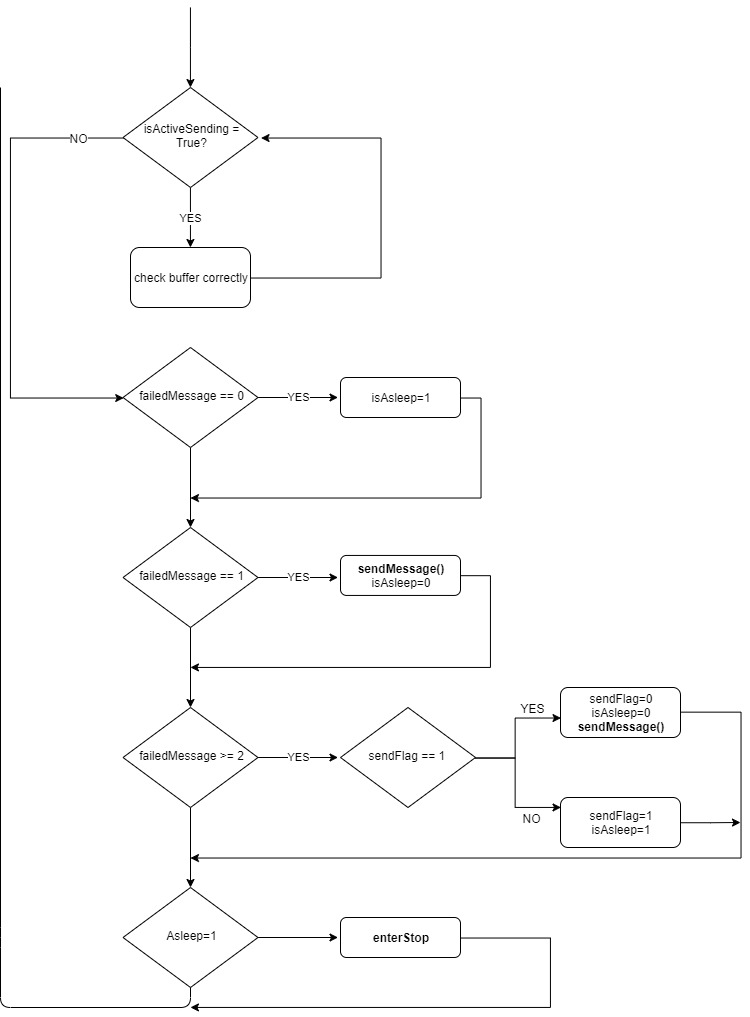 isActiveSending =
True?
NO
YES
check buffer correctly
failedMessage == 0
YES
isAsleep=1
failedMessage == 1
YES
sendMessage()
isAsleep=0
failedMessage >= 2
YES
sendFlag == 1
YES
sendFlag=0
isAsleep=0
sendMessage()
NO
sendFlag=1
isAsleep=1
Asleep=1
enterStop